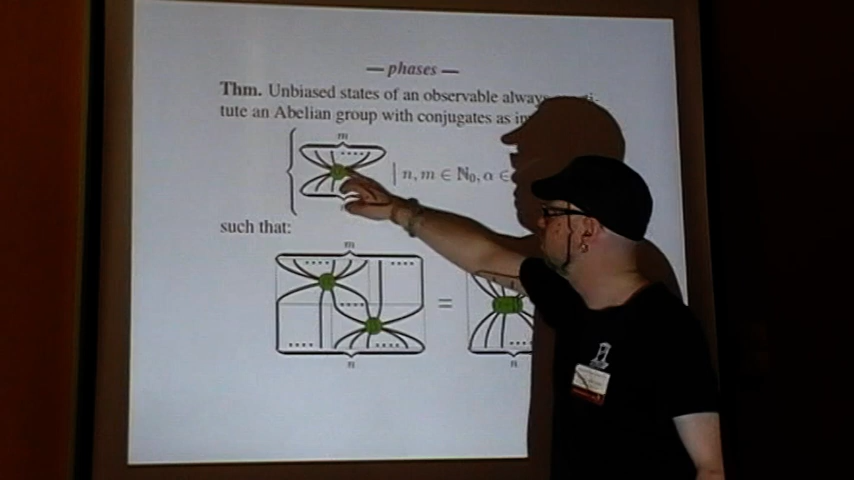 — phases —
Thm. Unbiased states of an observable always
tute an Abelian group with conjugates as
m
| n, m ∈ ℕ₀, α ∈
such that:
m
=
n
n